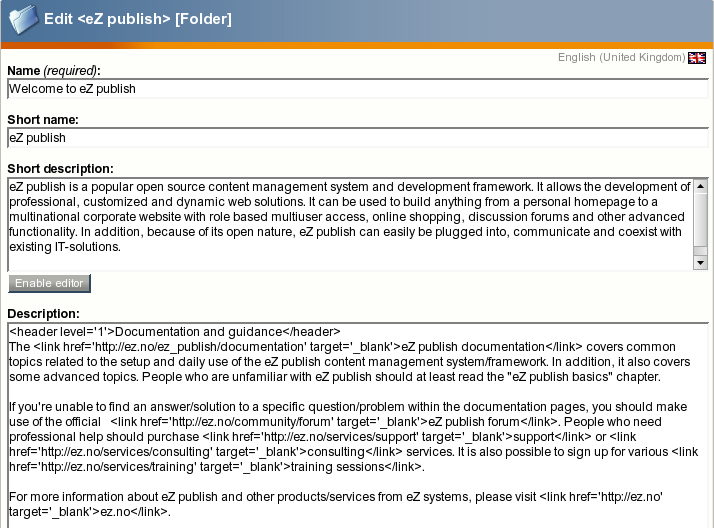 Edit <eZ publish> [Folder]
English (United Kingdom)
Name (required):
Welcome to eZ publish
Short name:
eZ publish
Short description:
eZ publish is a popular open source content management system and development framework. It allows the development of
professional, customized and dynamic web solutions. It can be used to build anything from a personal homepage to a
multinational corporate website with role based multiuser access, online shopping, discussion forums and other advanced
functionality. In addition, because of its open nature, eZ publish can easily be plugged into, communicate and coexist with
existing IT-solutions.
Enable editor
Description:
<header level='1'>Documentation and guidance</header>
The <link href='http://ez.no/ez_publish/documentation' target='_blank'>eZ publish documentation</link> covers common
topics related to the setup and daily use of the eZ publish content management system/framework. In addition, it also covers
some advanced topics. People who are unfamiliar with eZ publish should at least read the "eZ publish basics" chapter.
If you're unable to find an answer/solution to a specific question/problem within the documentation pages, you should make
use of the official   <link href='http://ez.no/community/forum' target='_blank'>eZ publish forum</link>. People who need
professional help should purchase <link href='http://ez.no/services/support' target='_blank'>support</link> or <link
href='http://ez.no/services/consulting' target='_blank'>consulting</link> services. It is also possible to sign up for various <link
href='http://ez.no/services/training' target='_blank'>training sessions</link>.
For more information about eZ publish and other products/services from eZ systems, please visit <link href='http://ez.no'
target='_blank'>ez.no</link>.